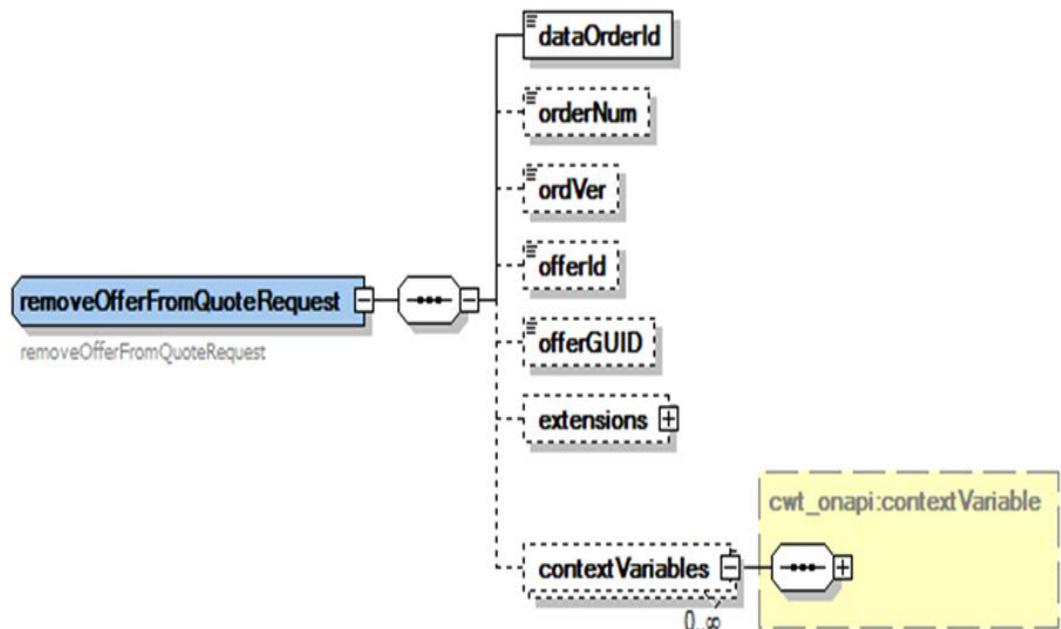 dataOrderId
orderNum
ordVer
offerId
removeOfferFromQuoteRequest
removeOfferFromQuoteRequest
offerGUID
extensions
cwt_onapi:contextVariable
contextVariables
0..∞